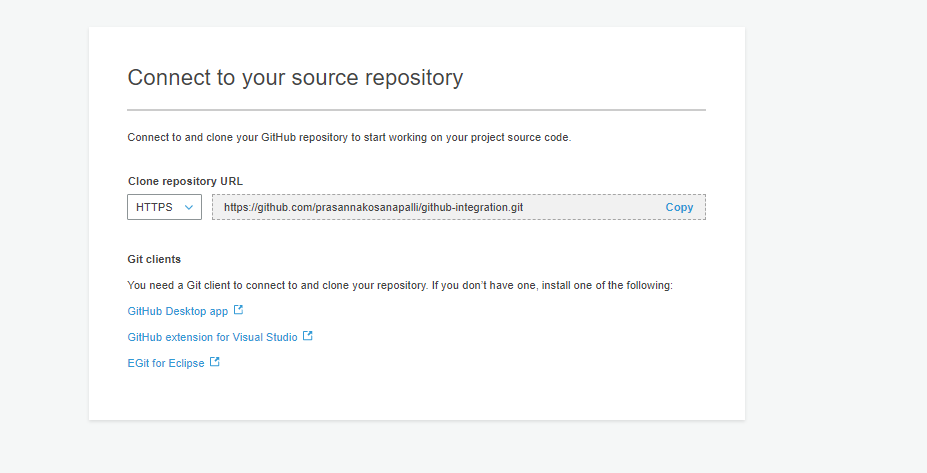 Connect to your source repository
Connect to and clone your GitHub repository to start working on your project source code.
Clone repository URL
HTTPS https://github.com/prasannakosanapalli/github-integration.git Copy
Git clients
You need a Git client to connect to and clone your repository. If you don’t have one, install one of the following:
GitHub Desktop app
GitHub extension for Visual Studio
EGit for Eclipse